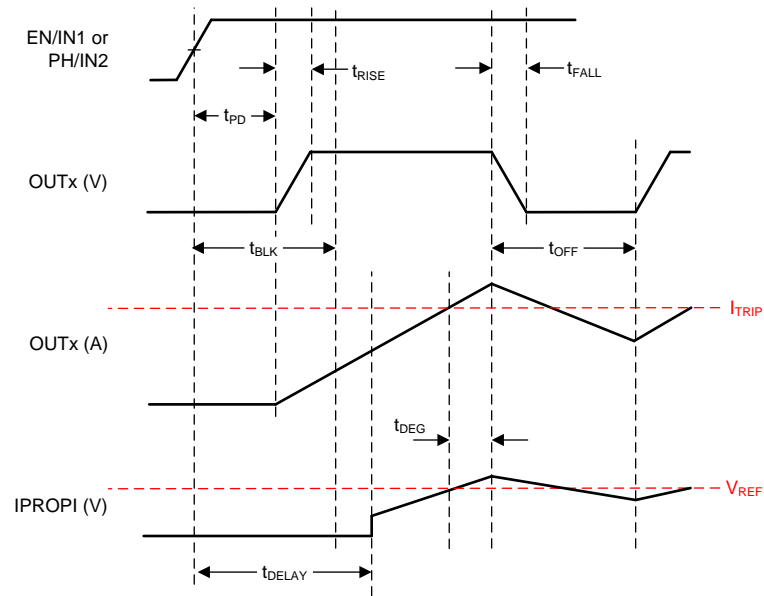 EN/IN1 or
PH/IN2
tRISE
tFALL
tPD
OUTx (V)
tBLK
tOFF
ITRIP
OUTx (A)
tDEG
VREF
IPROPI (V)
tDELAY